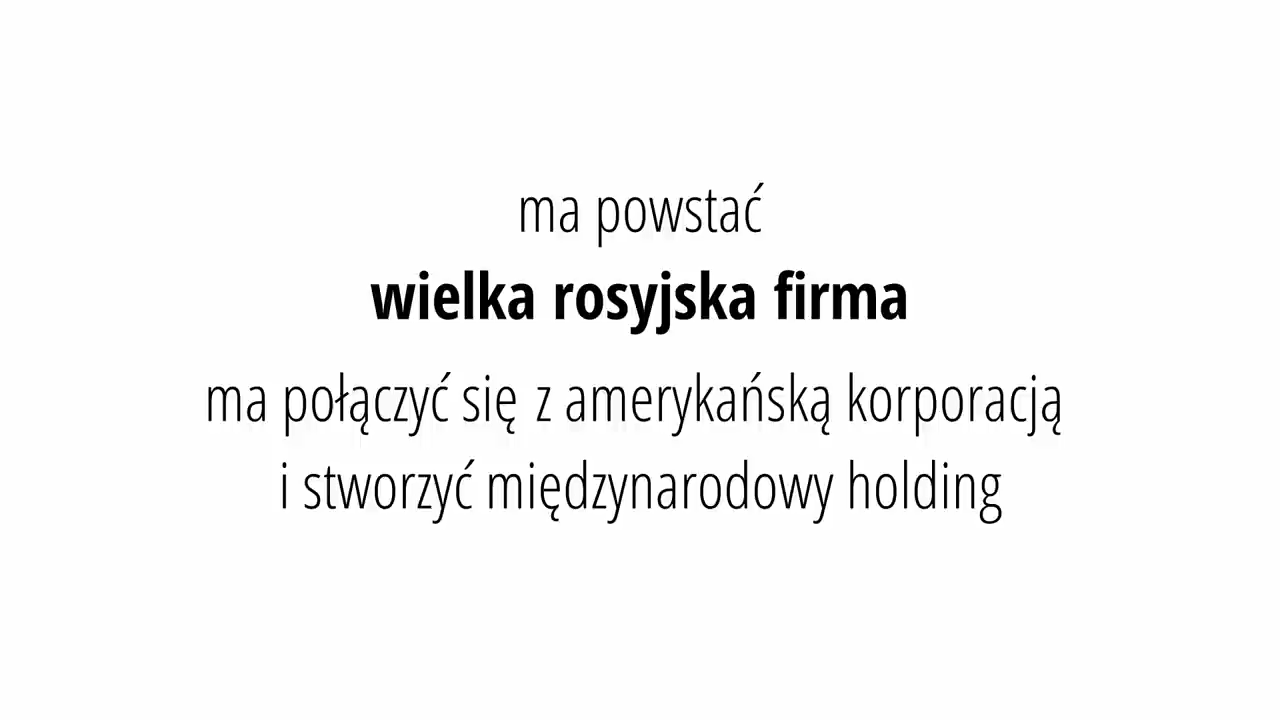 ma powstać
wielka rosyjska firma
ma połączyć się z amerykańską korporacją
i stworzyć międzynarodowy holding